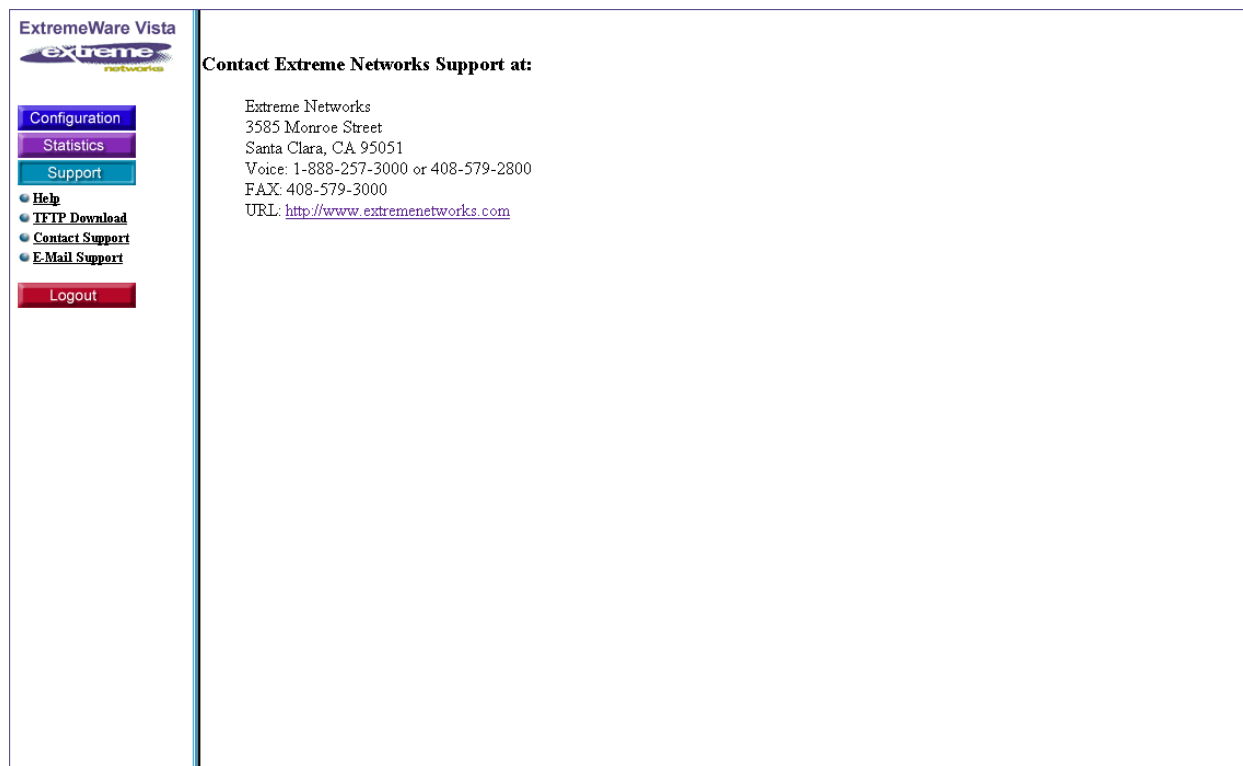 ExtremeWare Vista
extreme
networks
Configuration
Statistics
Support
Help
TFTP Download
Contact Support
E-Mail Support
Logout
Contact Extreme Networks Support at:
Extreme Networks
3585 Monroe Street
Santa Clara, CA 95051
Voice: 1-888-257-3000 or 408-579-2800
FAX: 408-579-3000
URL: http://www.extremenetworks.com